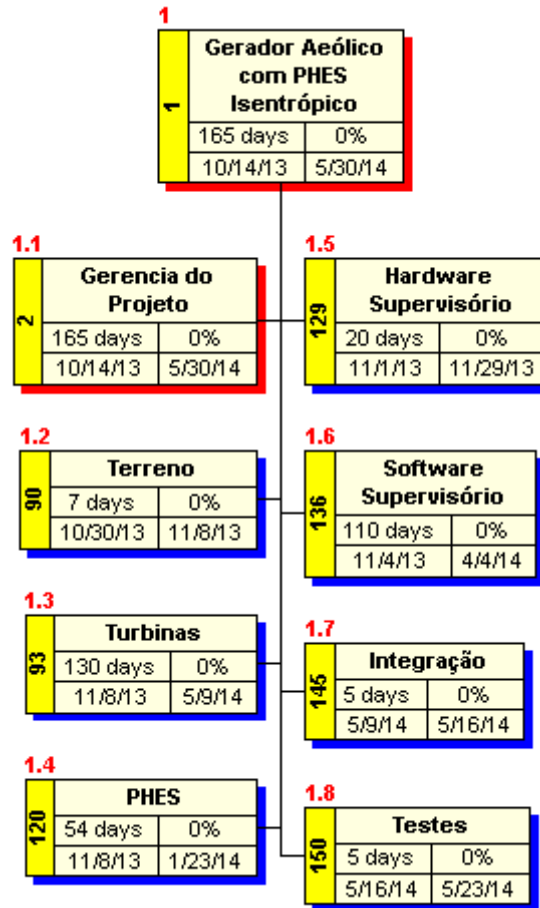 1
Gerador Aeólico
com PHES
Isentrópico
1
165 days 0%
10/14/13 5/30/14
1.1
Gerencia do
Projeto
2
165 days 0%
10/14/13 5/30/14
1.2
Terreno
90
7 days 0%
10/30/13 11/8/13
1.3
Turbinas
93
130 days 0%
11/8/13 5/9/14
1.4
PHES
120
54 days 0%
11/8/13 1/23/14
1.5
Hardware
Supervisório
129
20 days 0%
11/1/13 11/29/13
1.6
Software
Supervisório
136
110 days 0%
11/4/13 4/4/14
1.7
Integração
145
5 days 0%
5/9/14 5/16/14
1.8
Testes
150
5 days 0%
5/16/14 5/23/14